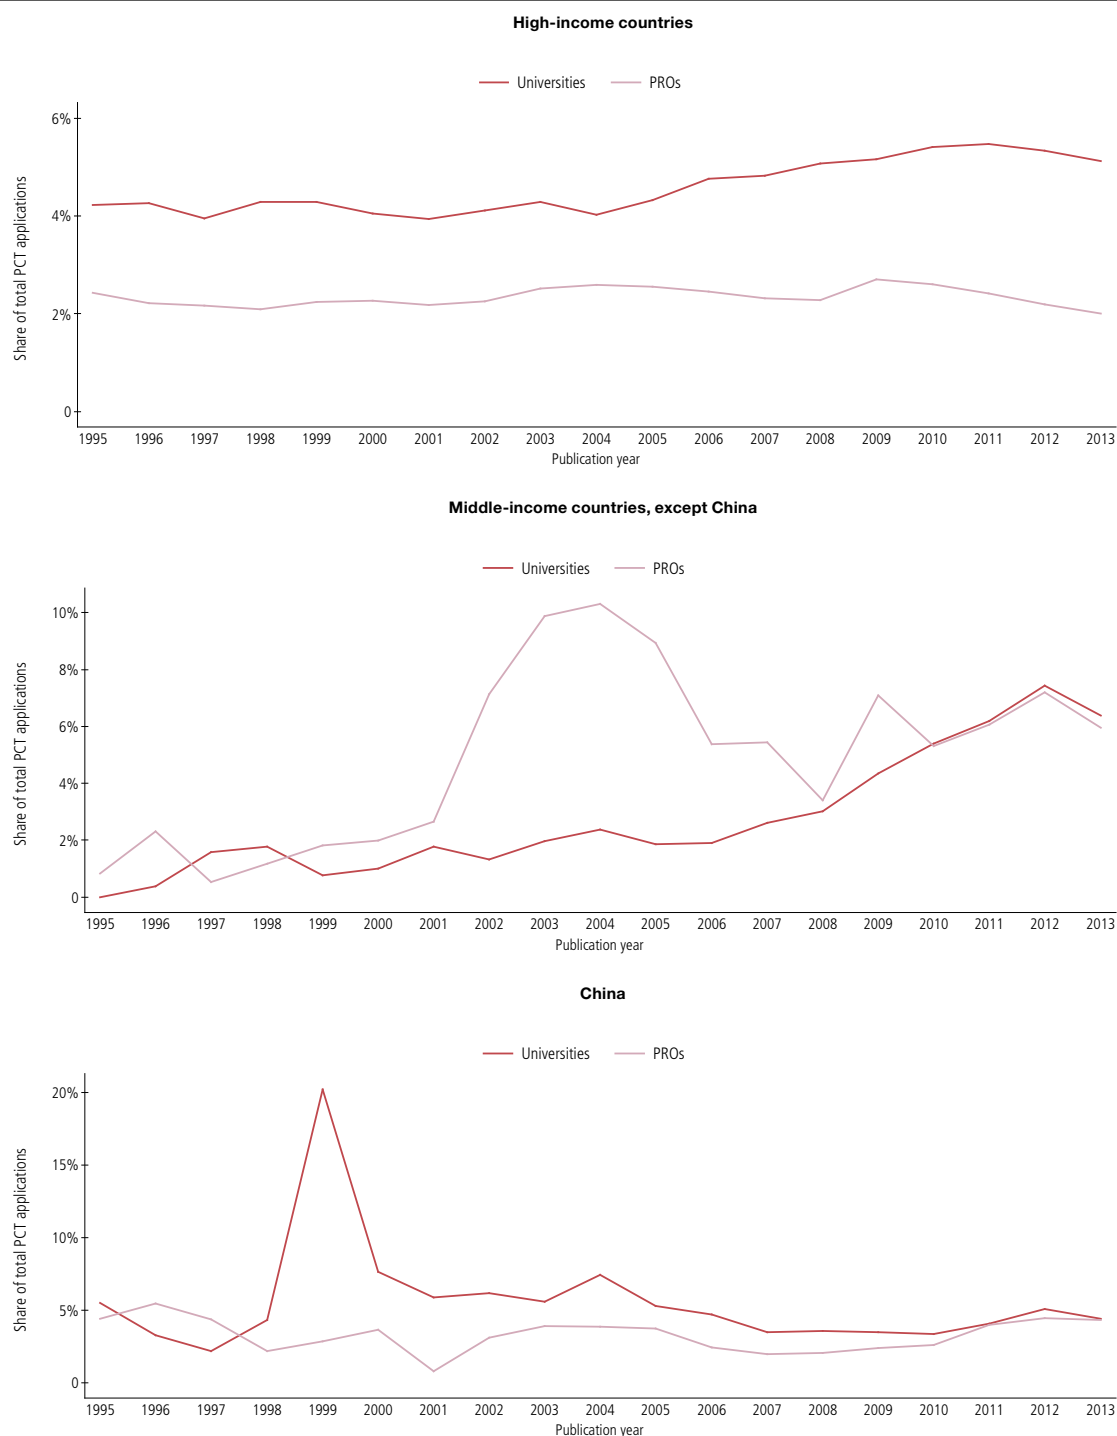 High-income countries
Universities PROs
Share of total PCT applications
6%
4%
2%
0
1995 1996 1997 1998 1999 2000 2001 2002 2003 2004 2005 2006 2007 2008 2009 2010 2011 2012 2013
Publication year
Middle-income countries, except China
Universities PROs
Share of total PCT applications
10%
8%
6%
4%
2%
0
1995 1996 1997 1998 1999 2000 2001 2002 2003 2004 2005 2006 2007 2008 2009 2010 2011 2012 2013
Publication year
China
Universities PROs
Share of total PCT applications
20%
15%
10%
5%
0
1995 1996 1997 1998 1999 2000 2001 2002 2003 2004 2005 2006 2007 2008 2009 2010 2011 2012 2013
Publication year